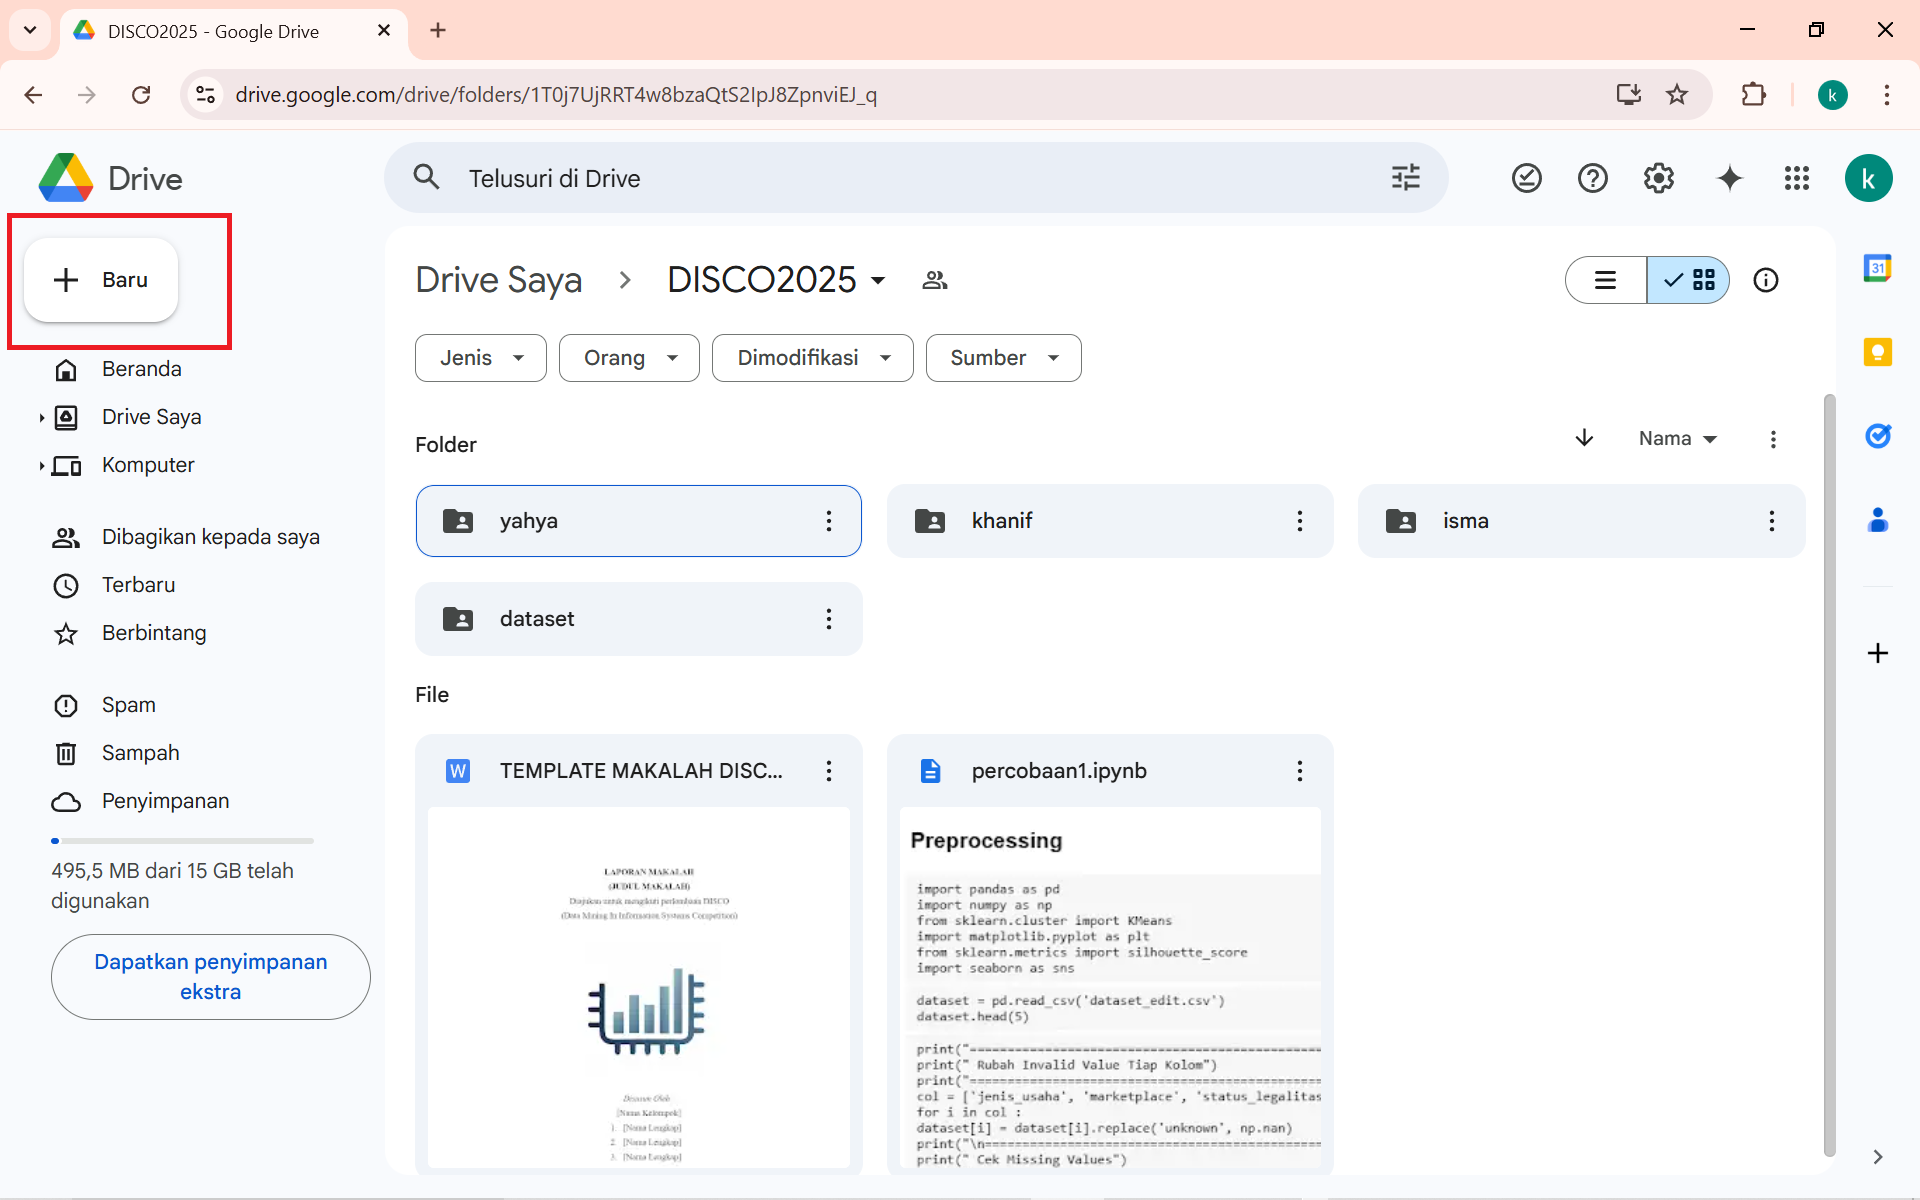 DISCO2025 - Google Drive
drive.google.com/drive/folders/1T0j7UjRRT4w8bzaQtS2IpJ8ZpnviEJ_q
k
Drive
Telusuri di Drive
k
Baru
Drive Saya
DISCO2025
31
Jenis
Orang
Dimodifikasi
Sumber
Beranda
Drive Saya
Komputer
Dibagikan kepada saya
Terbaru
Berbintang
Spam
Sampah
Penyimpanan
495,5 MB dari 15 GB telah
digunakan
Dapatkan penyimpanan
ekstra
Folder
Nama
yahya
khanif
isma
dataset
File
W
TEMPLATE MAKALAH DISC...
LAPORAN MAKALAH
(JUDUL MAKALAH)
Diajukan untuk mengikuti perlombaan DISCO
(Data Mining In Information Systems Competition)
Disusun Oleh
[Nama Kelompok]
1. [Nama Lengkap]
2. [Nama Lengkap]
3. [Nama Lengkap]
percobaan1.ipynb
Preprocessing
import pandas as pd
import numpy as np
from sklearn.cluster import KMeans
import matplotlib.pyplot as plt
from sklearn.metrics import silhouette_score
import seaborn as sns
dataset = pd.read_csv('dataset_edit.csv')
dataset.head(5)
print("==============================================
print(" Rubah Invalid Value Tiap Kolom")
print("==============================================
col = ['jenis_usaha', 'marketplace', 'status_legalitas
for i in col :
dataset[i] = dataset[i].replace('unknown', np.nan)
print("\n============================================
print(" Cek Missing Values")